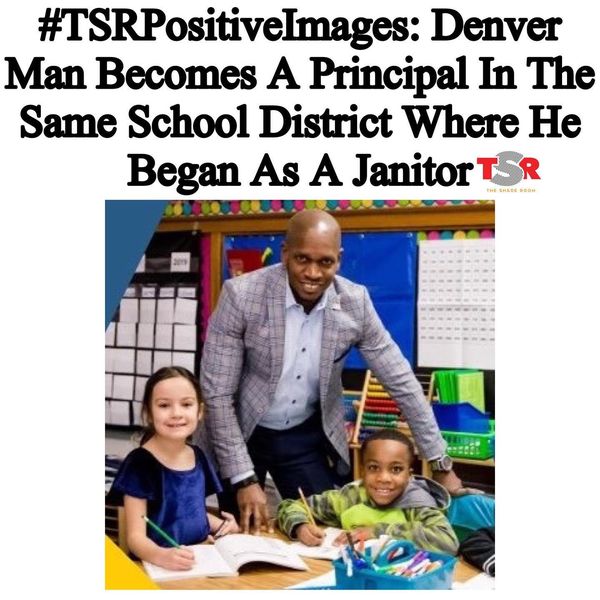 #TSRPositiveImages: Denver
Man Becomes A Principal In The
Same School District Where He
Began As A Janitor TSR
THE SHADE ROOM
2019